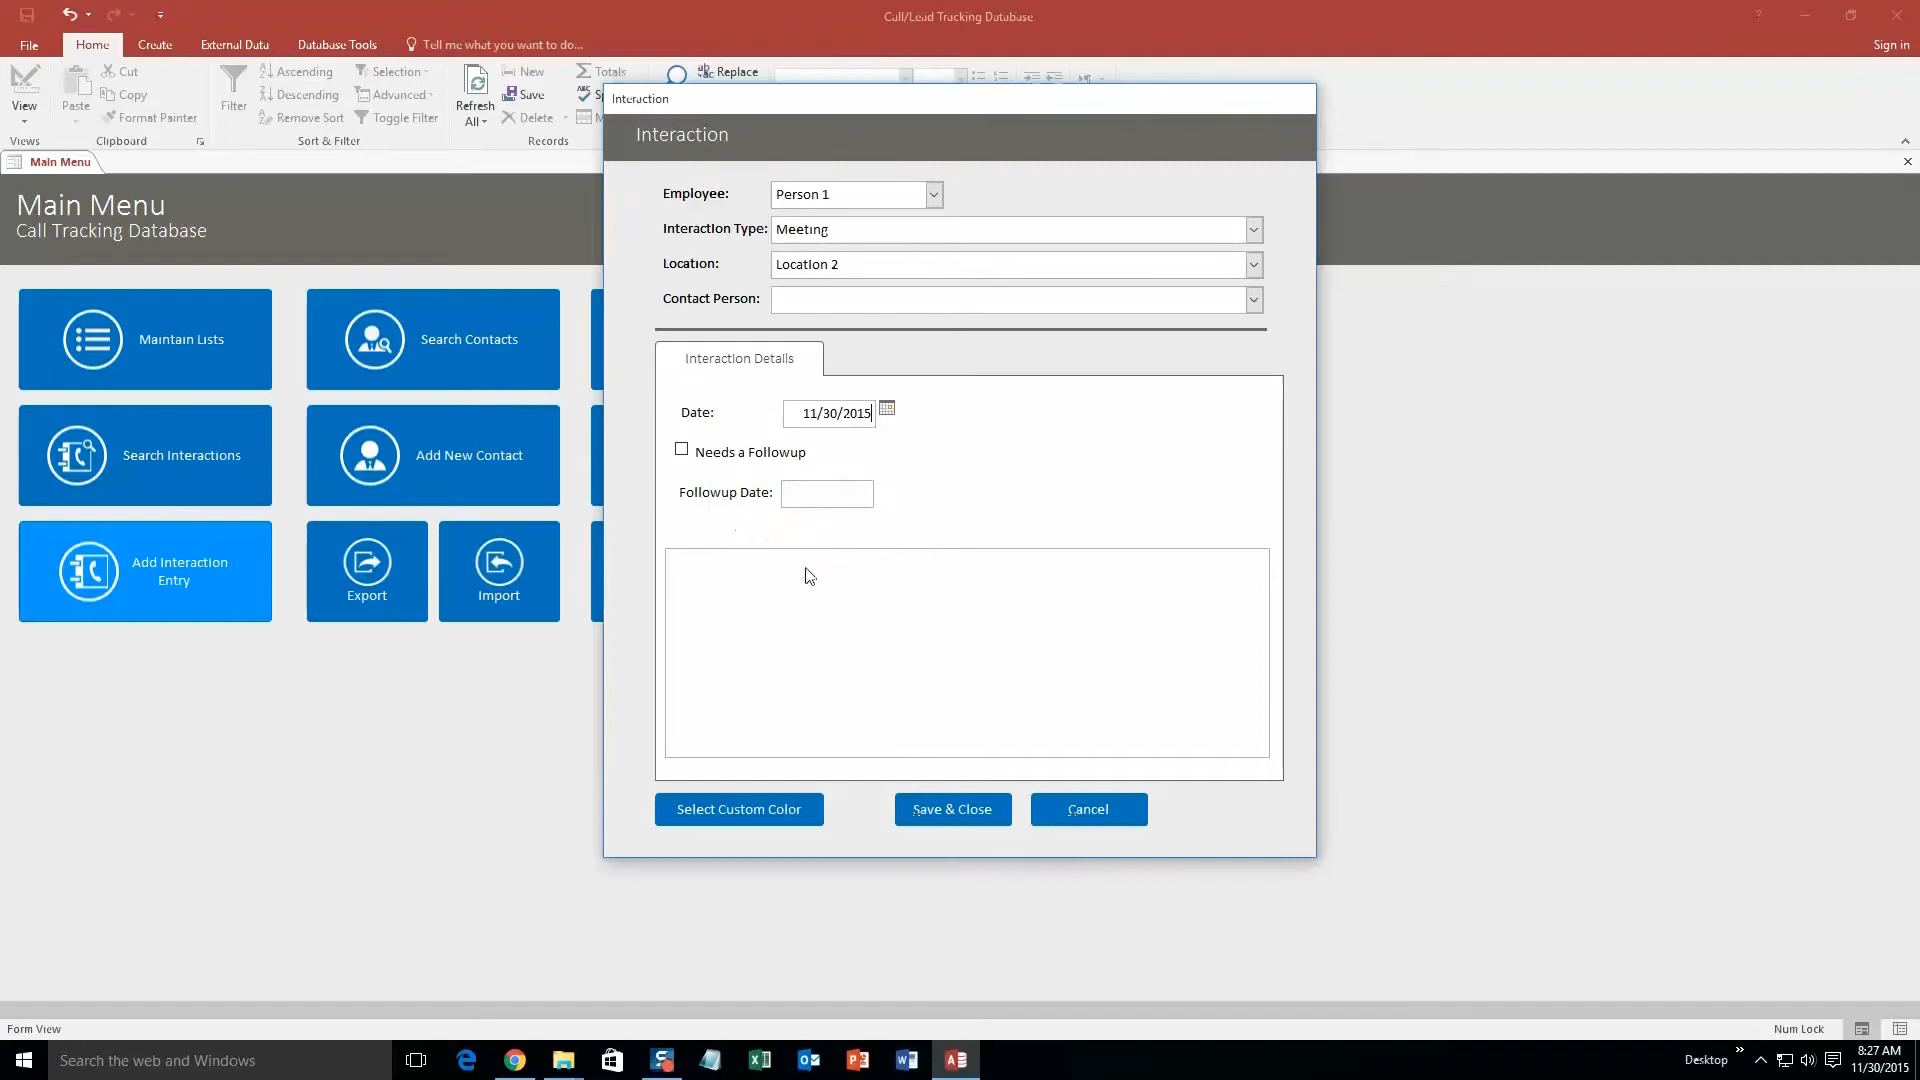 Call/Lead Tracking Database
?
File
Home
Create
External Data
Database Tools
Tell me what you want to do...
Sign in
View
Paste
Cut
Copy
Format Painter
Filter
Ascending
Descending
Remove Sort
Selection
Advanced
Toggle Filter
Refresh
All
New
Save
Delete
Totals
Replace
Views
Clipboard
Sort & Filter
Records
Main Menu
Main Menu
Call Tracking Database
Maintain Lists
Search Contacts
Search Interactions
Add New Contact
Add Interaction
Entry
Export
Import
Interaction
Interaction
Employee:
Person 1
Interaction Type:
Meeting
Location:
Location 2
Contact Person:
Interaction Details
Date:
11/30/2015
Needs a Followup
Followup Date:
Select Custom Color
Save & Close
Cancel
Form View
Num Lock
Search the web and Windows
Desktop
8:27 AM
11/30/2015